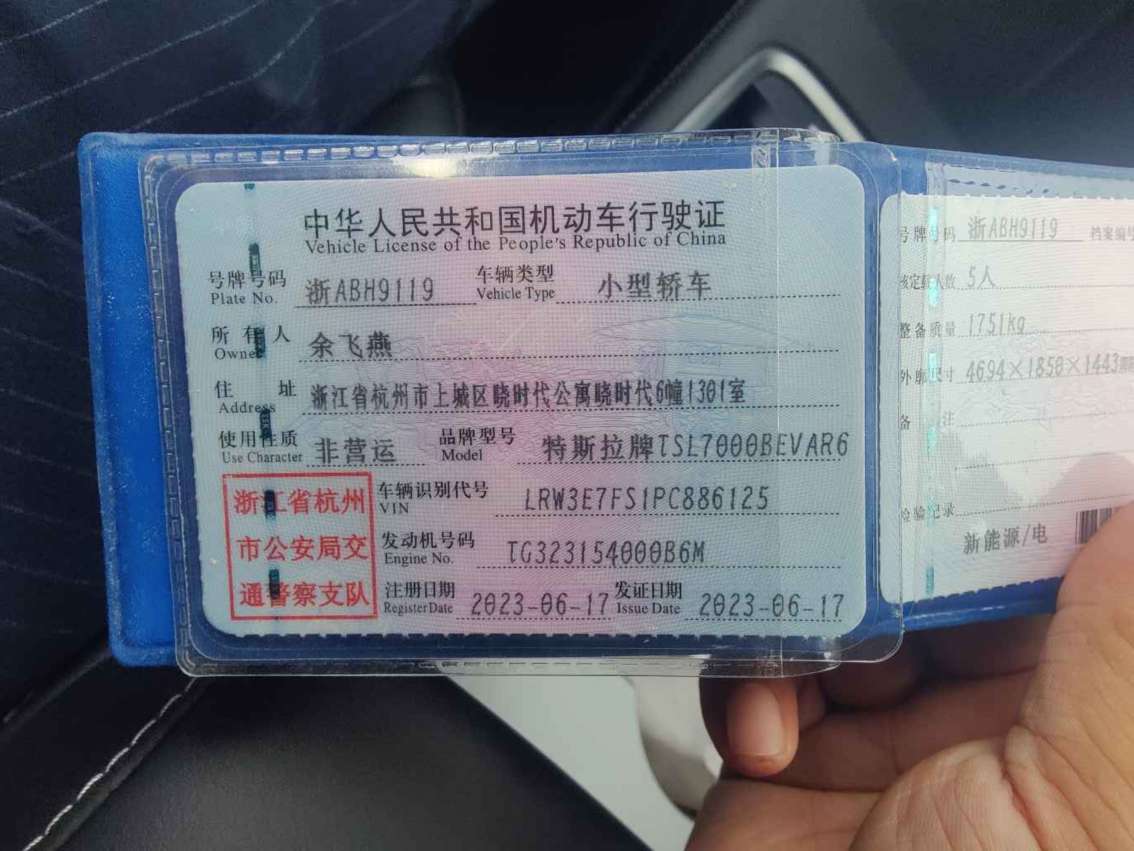 中华人民共和国机动车行驶证
Vehicle License of the People's Republic of China
号牌号码 浙ABH9119 车辆类型 小型轿车
Plate No. Vehicle Type
所有人 余飞燕
Owner
住址 浙江省杭州市上城区晓时代公寓晓时代6幢1301室
Address
使用性质 非营运 品牌型号 特斯拉牌TSL7000BEVAR6
Use Character Model
浙江省杭州
市公安局交
通警察支队
车辆识别代号 LRW3E7FS1PC886125
VIN
发动机号码 TG323154000B6M
Engine No.
注册日期 2023-06-17 发证日期 2023-06-17
Register Date Issue Date
号牌号码 浙ABH9119 档案编号
核定载人数 5人
整备质量 1751kg
外廓尺寸 4694×1850×1443
备注
检验记录
新能源/电